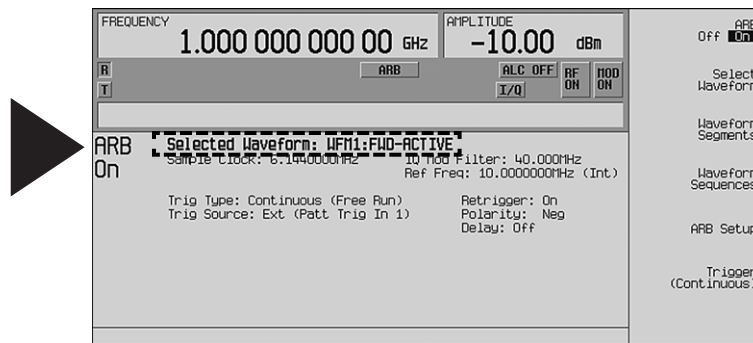 FREQUENCY
1.000 000 000 00 GHz
AMPLITUDE
-10.00 dBm
R
T
ARB
ALC OFF
I/Q
RF ON
MOD ON
ARB
On
Selected Waveform: WFM1:FWD-ACTIVE
Sample Clock: 6.1440000MHz
IQ Mod Filter: 40.000MHz
Ref Freq: 10.0000000MHz (Int)
Trig Type: Continuous (Free Run)
Trig Source: Ext (Patt Trig In 1)
Retrigger: On
Polarity: Neg
Delay: Off
ARB
Off On
Select
Waveform
Waveform
Segments
Waveform
Sequences
ARB Setup
Trigger
(Continuous)